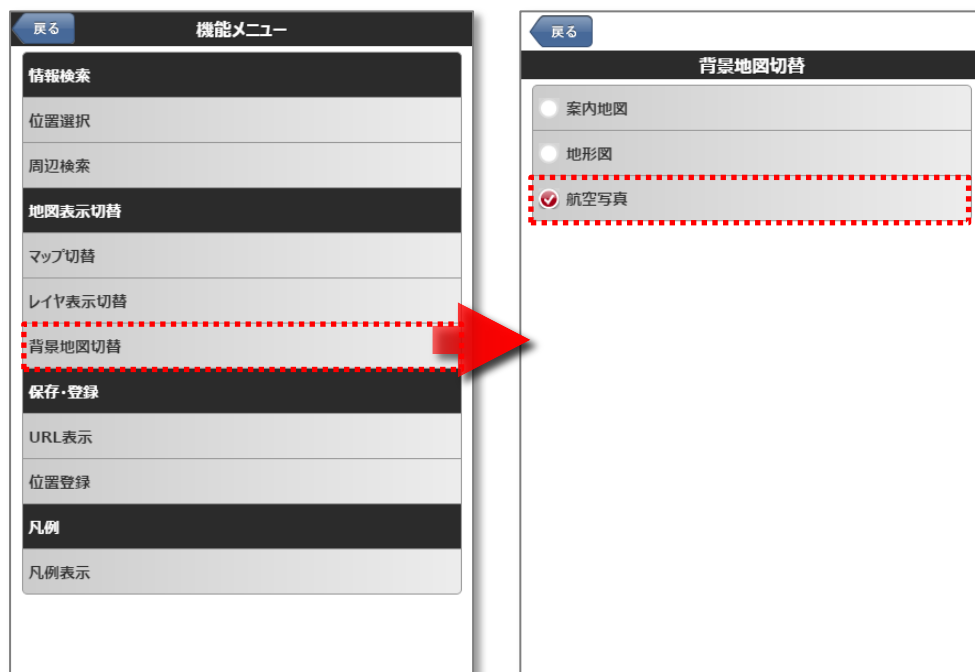 戻る
機能メニュー
情報検索
位置選択
周辺検索
地図表示切替
マップ切替
レイヤ表示切替
背景地図切替
保存・登録
URL表示
位置登録
凡例
凡例表示
戻る
背景地図切替
案内地図
地形図
航空写真